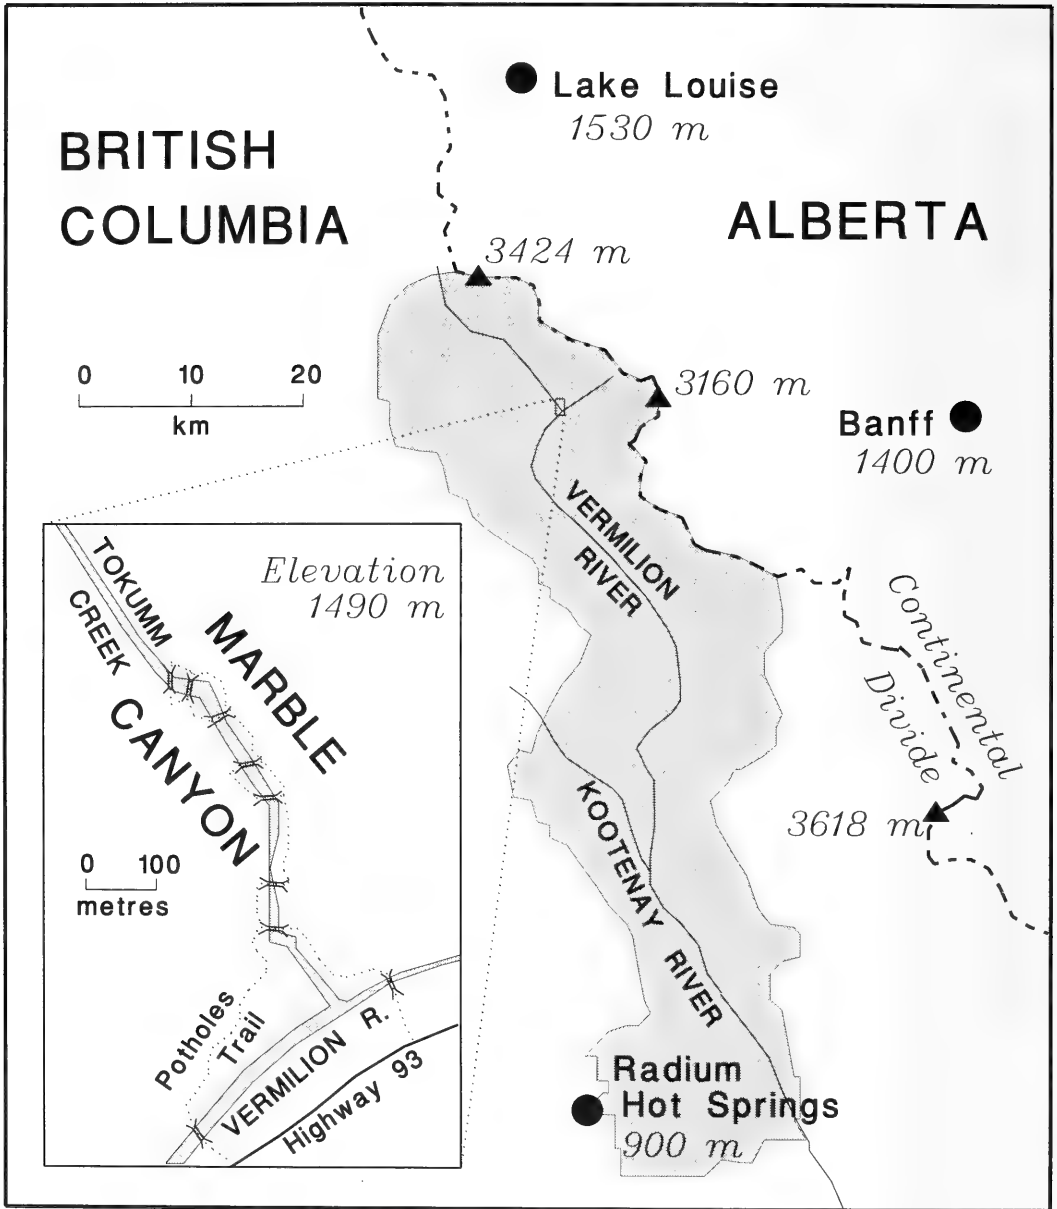 Lake Louise
1530 m
BRITISH
COLUMBIA
ALBERTA
3424 m
0 10 20
km
3160 m
Banff
1400 m
VERMILION
RIVER
Elevation
1490 m
TOKUMM
CREEK
MARBLE
CANYON
Continental
Divide
3618 m
KOOTENAY
RIVER
0 100
metres
Potholes
Trail
VERMILION R.
Highway 93
Radium
Hot Springs
900 m